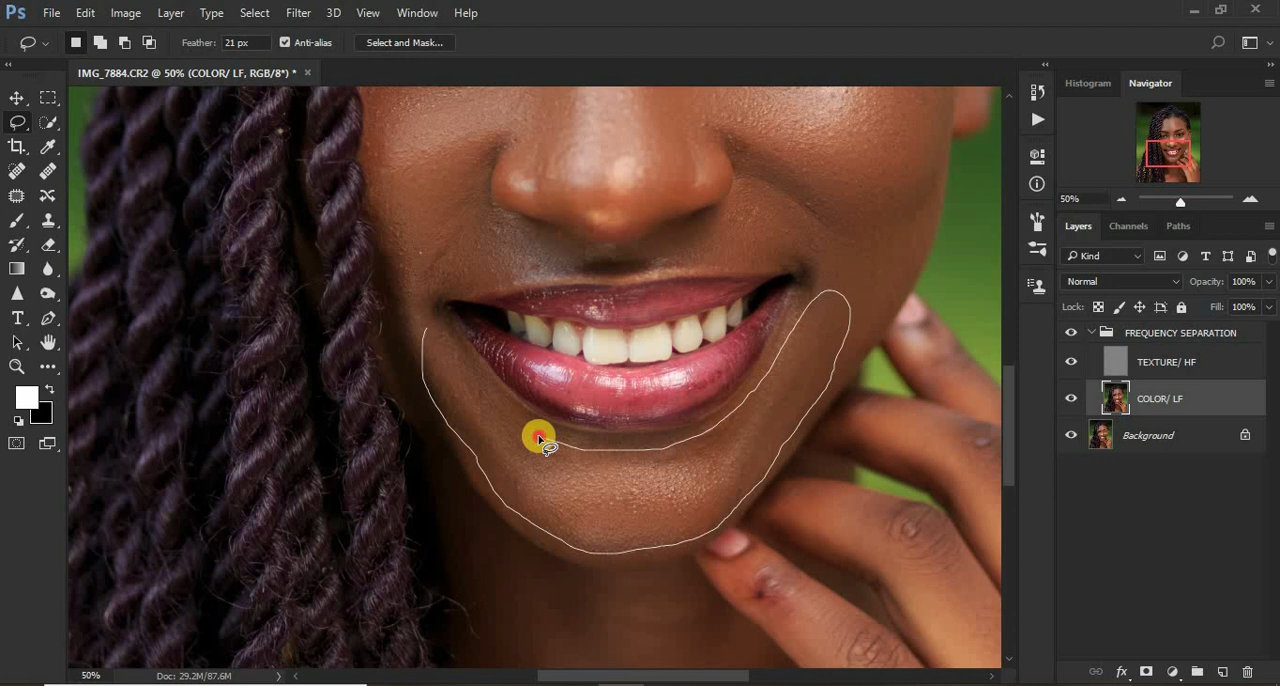 Ps File Edit Image Layer Type Select Filter 3D View Window Help
Feather: 21 px Anti-alias Select and Mask...
IMG_7884.CR2 @ 50% (COLOR/ LF, RGB/8*) *
Histogram Navigator
50%
Layers Channels Paths
Kind
Normal Opacity: 100%
Lock: Fill: 100%
FREQUENCY SEPARATION
TEXTURE/ HF
COLOR/ LF
Background
50% Doc: 29.2M/87.6M
fx